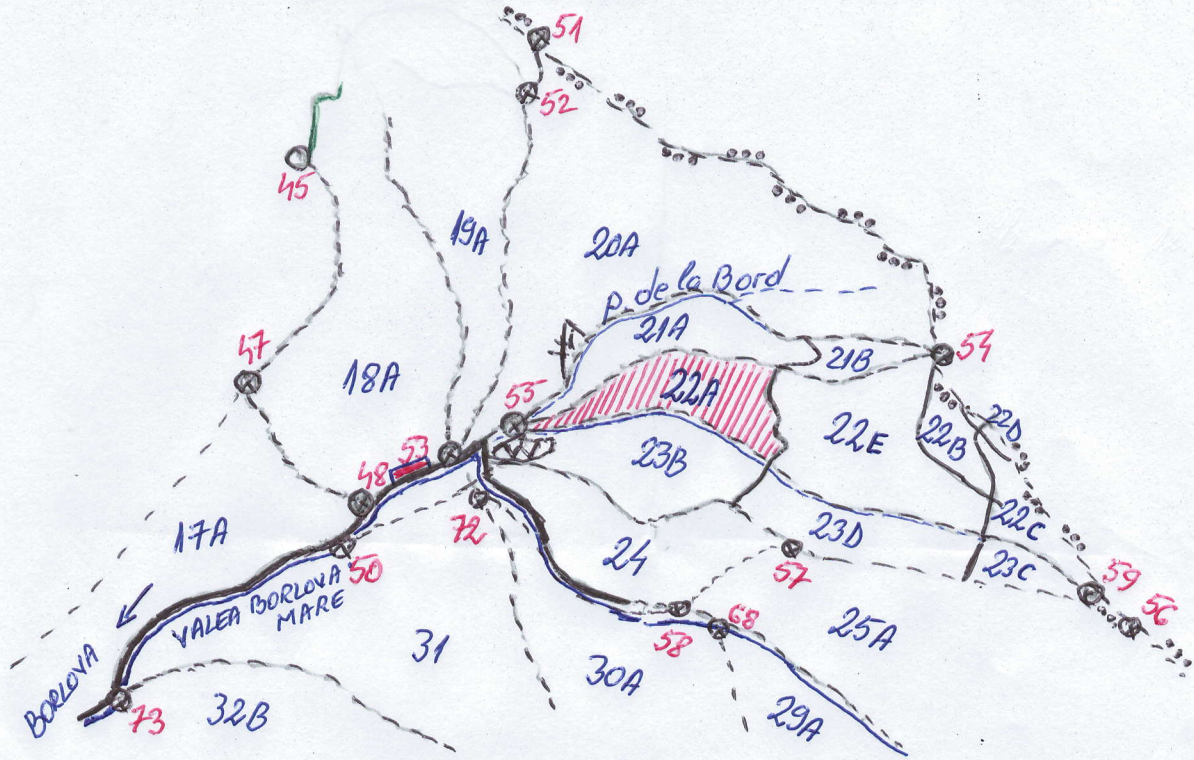 51
52
45
19A
20A
P. de la Bord
21A
47
21B
54
18A
22A
55
22D
22E
22B
53
48
23B
72
22C
17A
23D
24
50
57
23C
59
56
VALEA BORLOVA
MARE
68
58
25A
31
30A
BORLOVA
73
32B
29A